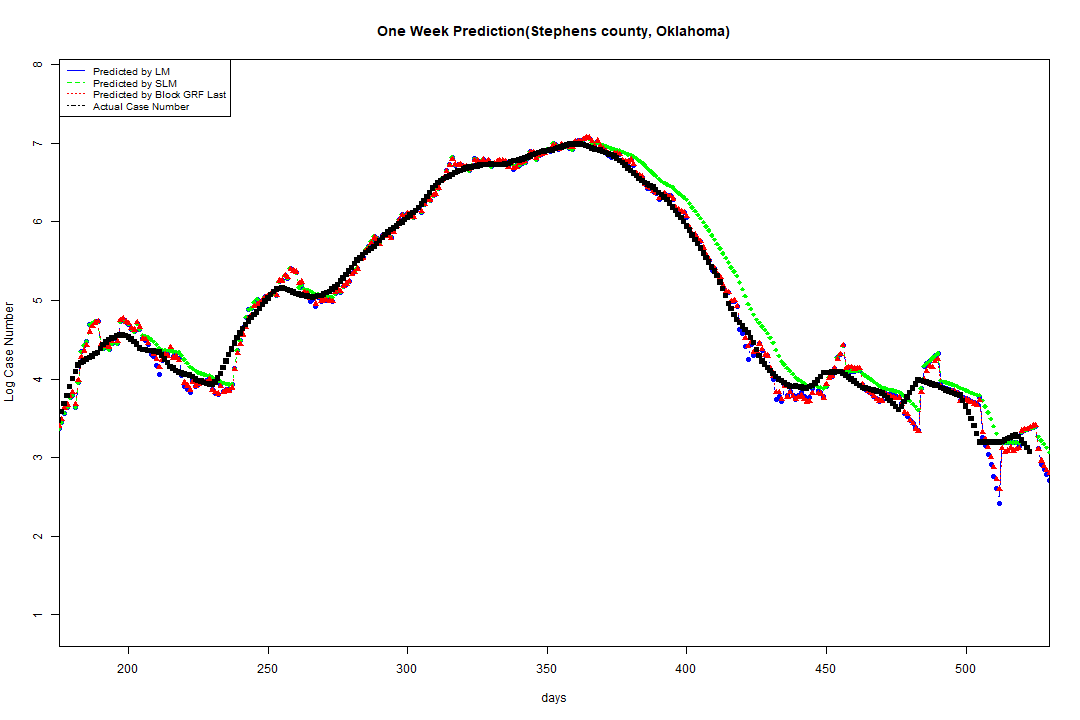 One Week Prediction(Stephens county, Oklahoma)
Predicted by LM
Predicted by SLM
Predicted by Block GRF Last
Actual Case Number
8
7
6
5
4
3
2
1
Log Case Number
200 250 300 350 400 450 500
days